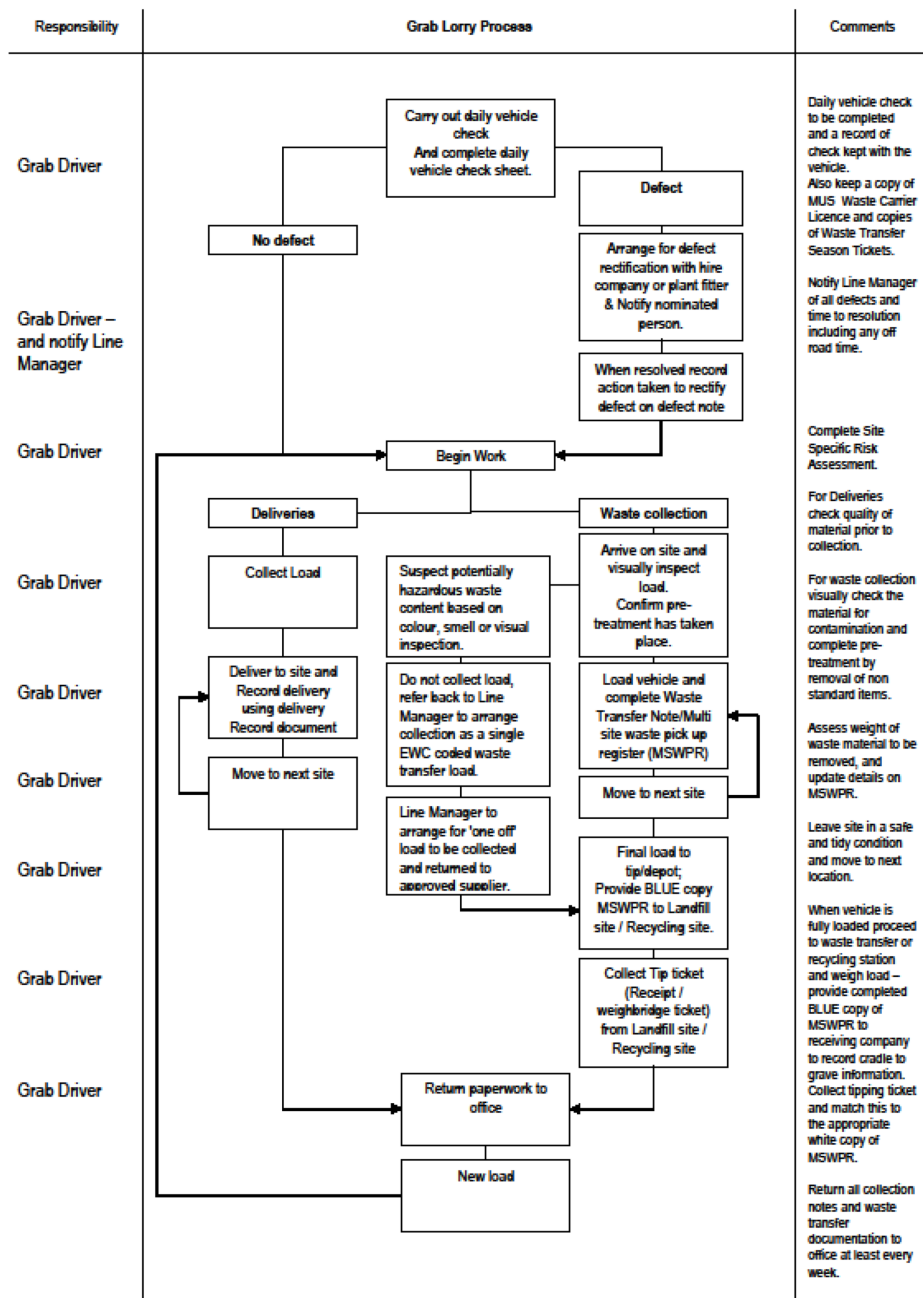 Responsibility
Grab Lorry Process
Comments
Grab Driver
Carry out daily vehicle
check
And complete daily
vehicle check sheet.
Defect
No defect
Arrange for defect
rectification with hire
company or plant fitter
& Notify nominated
person.
Grab Driver –
and notify Line
Manager
When resolved record
action taken to rectify
defect on defect note
Daily vehicle check
to be completed
and a record of
check kept with the
vehicle.
Also keep a copy of
MUS Waste Carrier
Licence and copies
of Waste Transfer
Season Tickets.
Notify Line Manager
of all defects and
time to resolution
including any off
road time.
Grab Driver
Begin Work
Complete Site
Specific Risk
Assessment.
Deliveries
Waste collection
For Deliveries
check quality of
material prior to
collection.
Grab Driver
Collect Load
Suspect potentially
hazardous waste
content based on
colour, smell or visual
inspection.
Arrive on site and
visually inspect
load.
Confirm pre-
treatment has taken
place.
For waste collection
visually check the
material for
contamination and
complete pre-
treatment by
removal of non
standard items.
Grab Driver
Deliver to site and
Record delivery
using delivery
Record document
Do not collect load,
refer back to Line
Manager to arrange
collection as a single
EWC coded waste
transfer load.
Load vehicle and
complete Waste
Transfer Note/Multi
site waste pick up
register (MSWPR)
Assess weight of
waste material to be
removed, and
update details on
MSWPR.
Grab Driver
Move to next site
Move to next site
Line Manager to
arrange for 'one off'
load to be collected
and returned to
approved supplier.
Leave site in a safe
and tidy condition
and move to next
location.
Grab Driver
Final load to
tip/depot;
Provide BLUE copy
MSWPR to Landfill
site / Recycling site.
When vehicle is
fully loaded proceed
to waste transfer or
recycling station
and weigh load –
provide completed
BLUE copy of
MSWPR to
receiving company
to record cradle to
grave information.
Collect tipping ticket
and match this to
the appropriate
white copy of
MSWPR.
Grab Driver
Collect Tip ticket
(Receipt /
weighbridge ticket)
from Landfill site /
Recycling site
Grab Driver
Return paperwork to
office
New load
Return all collection
notes and waste
transfer
documentation to
office at least every
week.